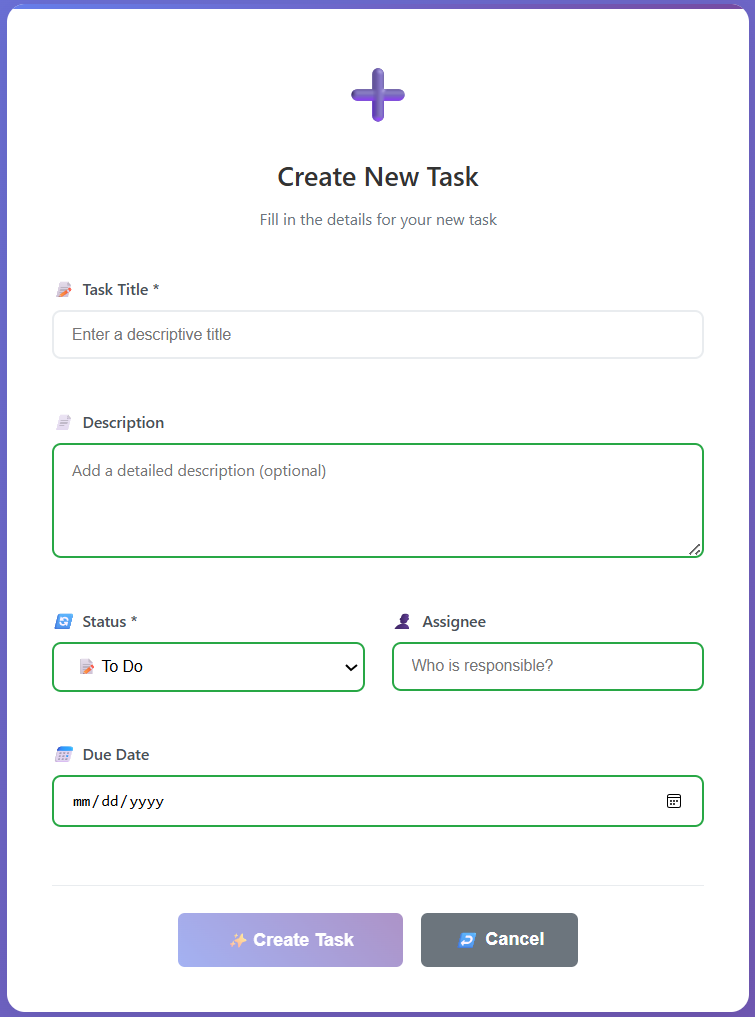 Create New Task
Fill in the details for your new task
Task Title *
Enter a descriptive title
Description
Add a detailed description (optional)
Status *
Assignee
To Do
Who is responsible?
Due Date
mm/dd/yyyy
Create Task
Cancel